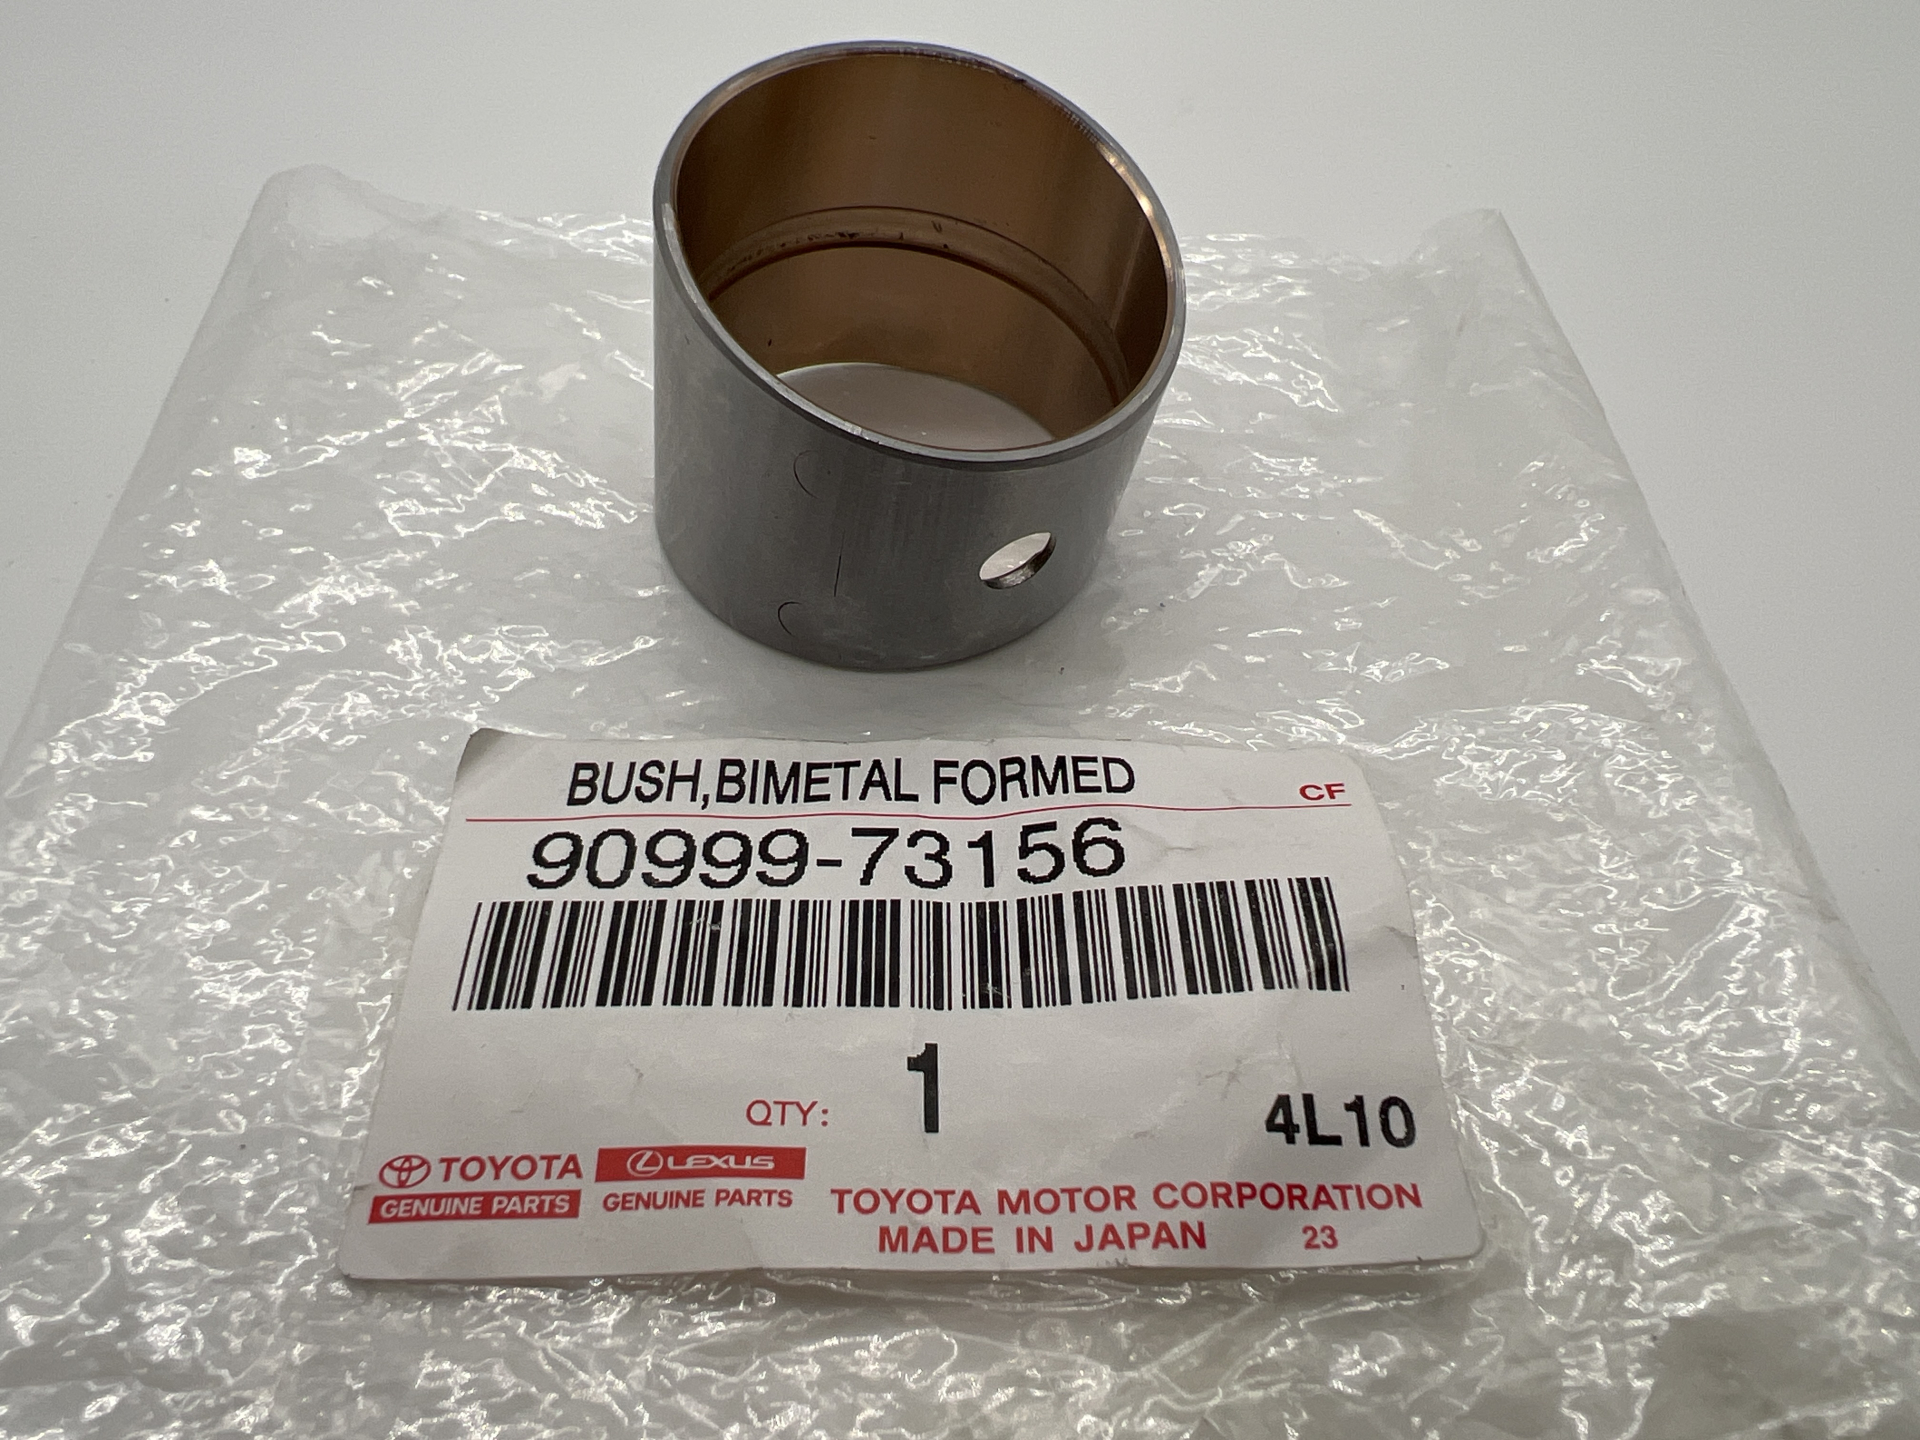 BUSH,BIMETAL FORMED
CF
90999-73156
QTY: 1
4L10
TOYOTA
GENUINE PARTS
LEXUS
GENUINE PARTS
TOYOTA MOTOR CORPORATION
MADE IN JAPAN 23